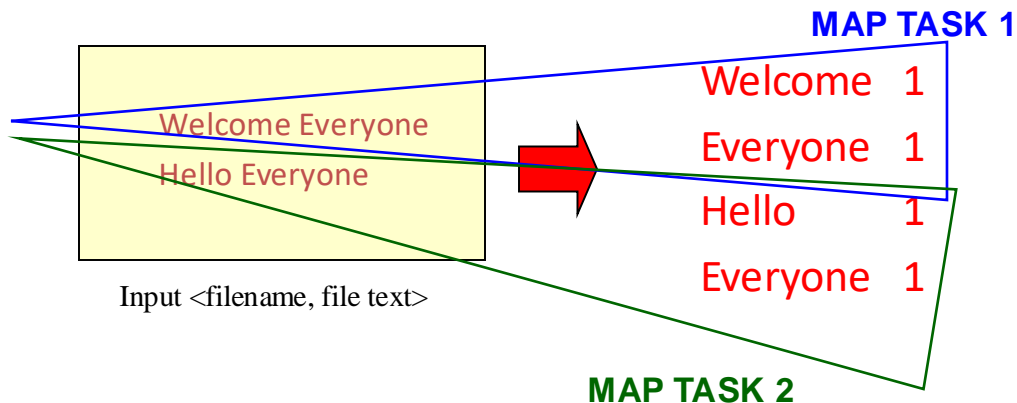 MAP TASK 1
Welcome Everyone
Hello Everyone
Welcome 1
Everyone 1
Hello 1
Everyone 1
Input <filename, file text>
MAP TASK 2